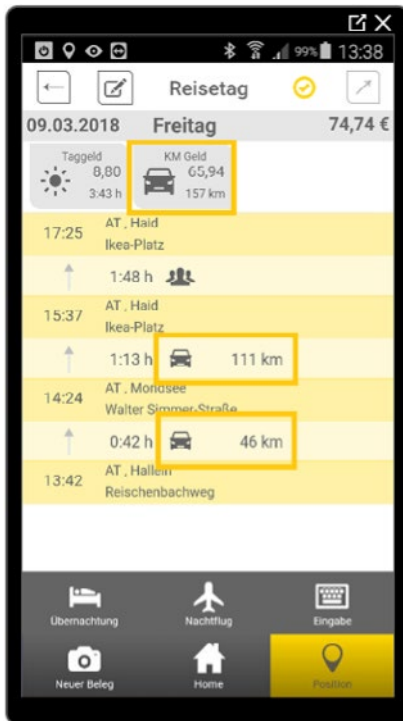 99% 13:38
Reisetag
09.03.2018 Freitag 74,74 €
Taggeld
8,80
3:43 h
KM Geld
65,94
157 km
17:25 AT , Haid
Ikea-Platz
1:48 h
15:37 AT , Haid
Ikea-Platz
1:13 h 111 km
14:24 AT , Mondsee
Walter Simmer-Straße
0:42 h 46 km
13:42 AT , Hallein
Reischenbachweg
Übernachtung Nachtflug Eingabe
Neuer Beleg Home Position